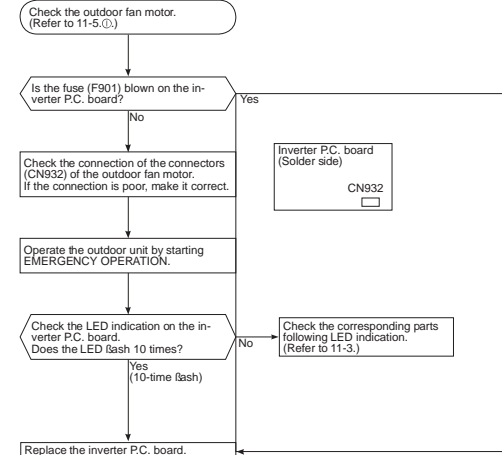 Check the outdoor fan motor.
(Refer to 11-5.Ⓘ.)
Is the fuse (F901) blown on the in-
verter P.C. board?
Yes
No
Check the connection of the connectors
(CN932) of the outdoor fan motor.
If the connection is poor, make it correct.
Inverter P.C. board
(Solder side)
CN932
Operate the outdoor unit by starting
EMERGENCY OPERATION.
Check the LED indication on the in-
verter P.C. board.
Does the LED ßash 10 times?
No
Check the corresponding parts
following LED indication.
(Refer to 11-3.)
Yes
(10-time ßash)
Replace the inverter P.C. board.